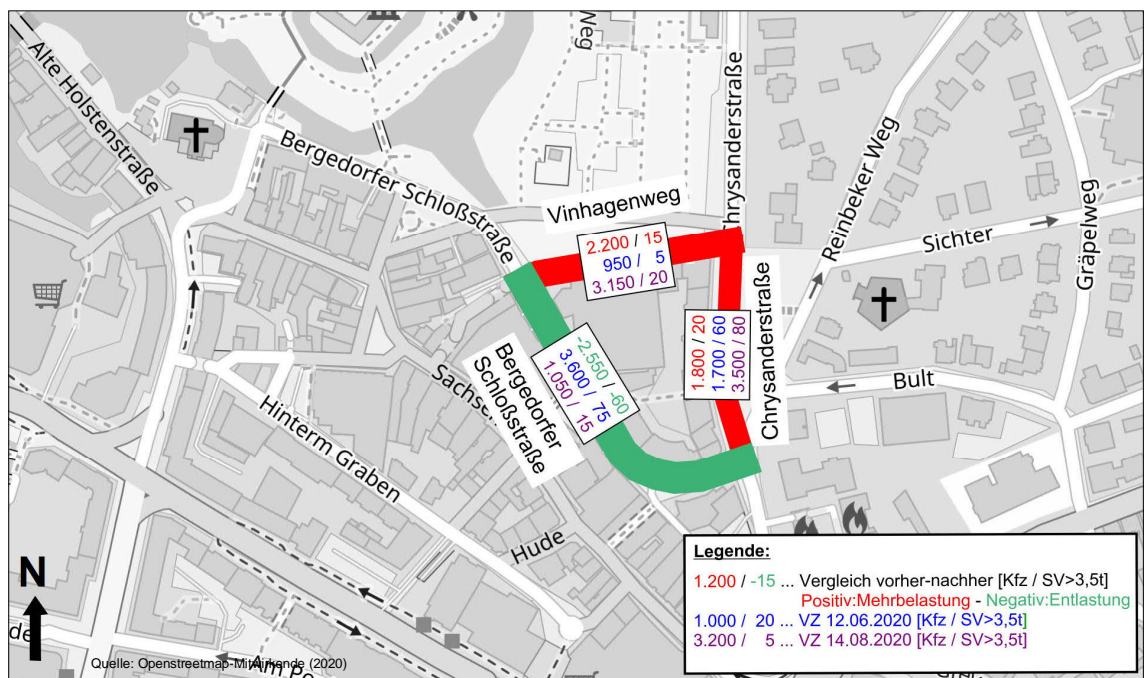 Weg
Alte Holstenstraße
Bergedorfer Schloßstraße
Vinhagenweg
Chrysanderstraße
Reinbeker Weg
Sichter
Gräpelweg
2.200 / 15
950 / 5
3.150 / 20
-2.550 / -60
3.600 / 75
1.050 / 15
1.800 / 20
1.700 / 60
3.500 / 80
Chrysanderstraße
Bult
Bergedorfer
Schloßstraße
Sachsen
Hinterm Graben
Hude
Legende:
1.200 / -15 ... Vergleich vorher-nachher [Kfz / SV>3,5t]
Positiv:Mehrbelastung - Negativ:Entlastung
1.000 / 20 ... VZ 12.06.2020 [Kfz / SV>3,5t]
3.200 / 5 ... VZ 14.08.2020 [Kfz / SV>3,5t]
N
de
Quelle: Openstreetmap-Mitwirkende (2020)
Am